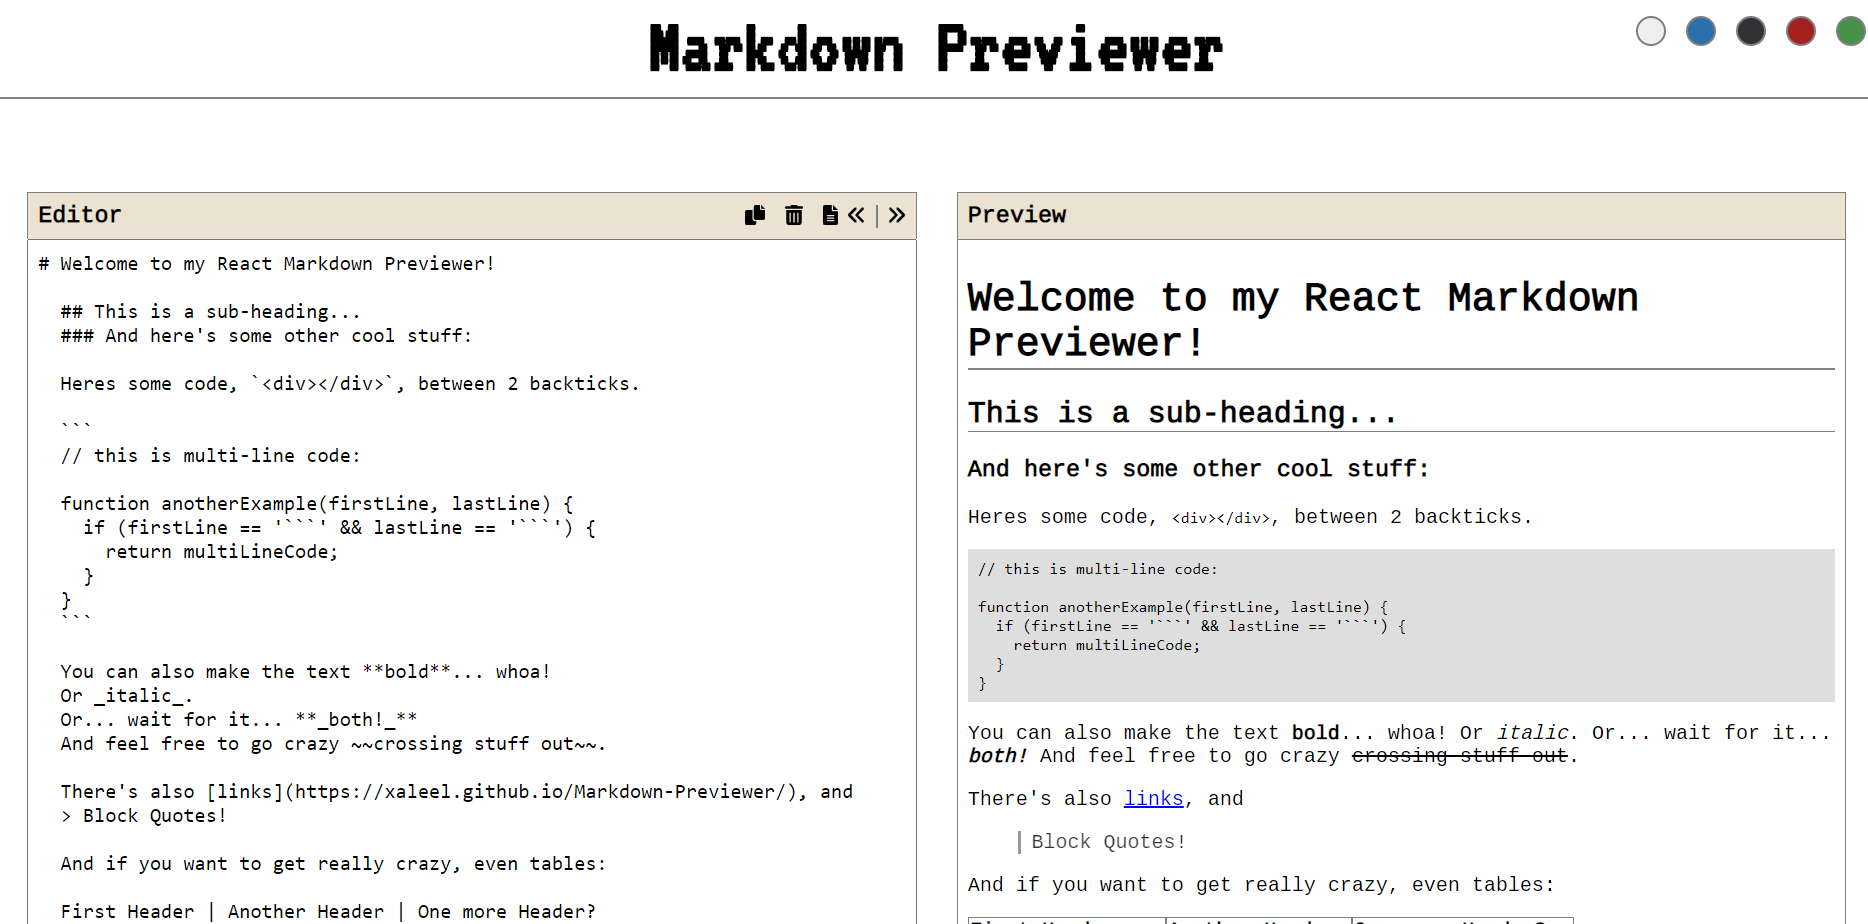 Markdown Previewer
Editor
# Welcome to my React Markdown Previewer!
## This is a sub-heading...
### And here's some other cool stuff:
Heres some code, `<div></div>`, between 2 backticks.
```
// this is multi-line code:
function anotherExample(firstLine, lastLine) {
if (firstLine == '```' && lastLine == '```') {
return multiLineCode;
}
}
```
You can also make the text **bold**... whoa!
Or _italic_.
Or... wait for it... **_both!_**
And feel free to go crazy ~~crossing stuff out~~.
There's also [links](https://xaleel.github.io/Markdown-Previewer/), and
> Block Quotes!
And if you want to get really crazy, even tables:
First Header | Another Header | One more Header?
Preview
Welcome to my React Markdown
Previewer!
This is a sub-heading...
And here's some other cool stuff:
Heres some code, <div></div>, between 2 backticks.
// this is multi-line code:
function anotherExample(firstLine, lastLine) {
if (firstLine == '```' && lastLine == '```') {
return multiLineCode;
}
}
You can also make the text bold... whoa! Or italic. Or... wait for it...
both! And feel free to go crazy crossing stuff out.
There's also links, and
Block Quotes!
And if you want to get really crazy, even tables: